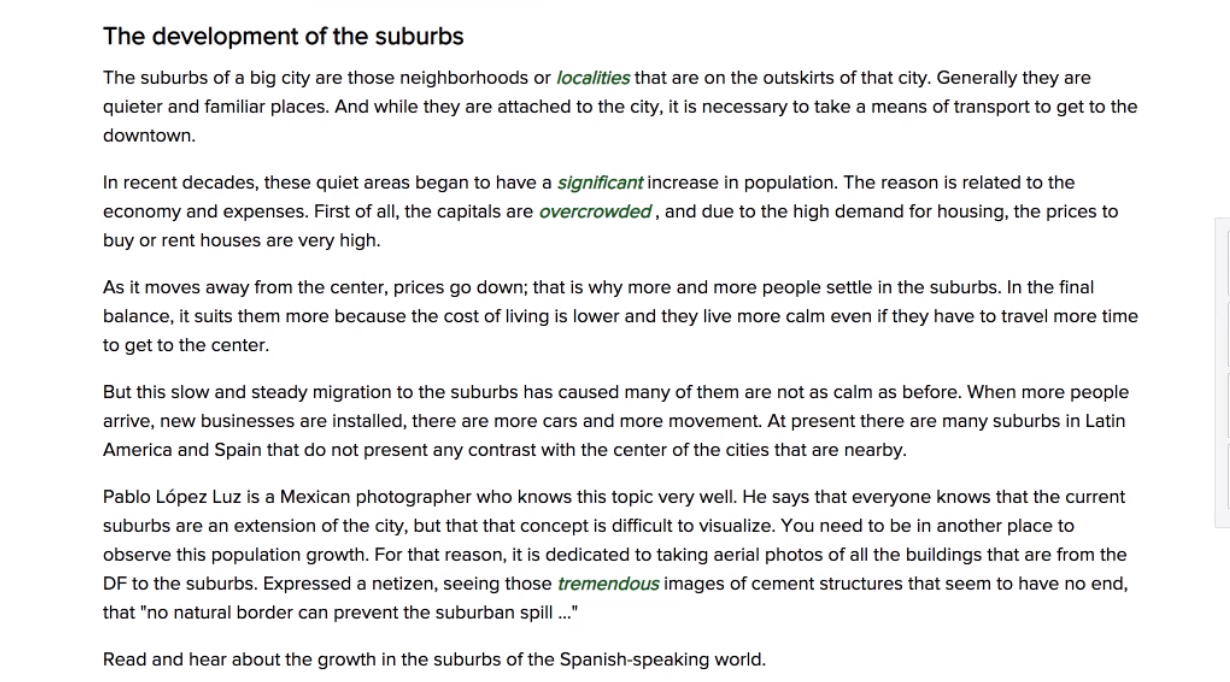 The development of the suburbs
The suburbs of a big city are those neighborhoods or localities that are on the outskirts of that city. Generally they are
quieter and familiar places. And while they are attached to the city, it is necessary to take a means of transport to get to the
downtown.
In recent decades, these quiet areas began to have a significant increase in population. The reason is related to the
economy and expenses. First of all, the capitals are overcrowded , and due to the high demand for housing, the prices to
buy or rent houses are very high.
As it moves away from the center, prices go down; that is why more and more people settle in the suburbs. In the final
balance, it suits them more because the cost of living is lower and they live more calm even if they have to travel more time
to get to the center.
But this slow and steady migration to the suburbs has caused many of them are not as calm as before. When more people
arrive, new businesses are installed, there are more cars and more movement. At present there are many suburbs in Latin
America and Spain that do not present any contrast with the center of the cities that are nearby.
Pablo López Luz is a Mexican photographer who knows this topic very well. He says that everyone knows that the current
suburbs are an extension of the city, but that that concept is difficult to visualize. You need to be in another place to
observe this population growth. For that reason, it is dedicated to taking aerial photos of all the buildings that are from the
DF to the suburbs. Expressed a netizen, seeing those tremendous images of cement structures that seem to have no end,
that "no natural border can prevent the suburban spill ..."
Read and hear about the growth in the suburbs of the Spanish-speaking world.